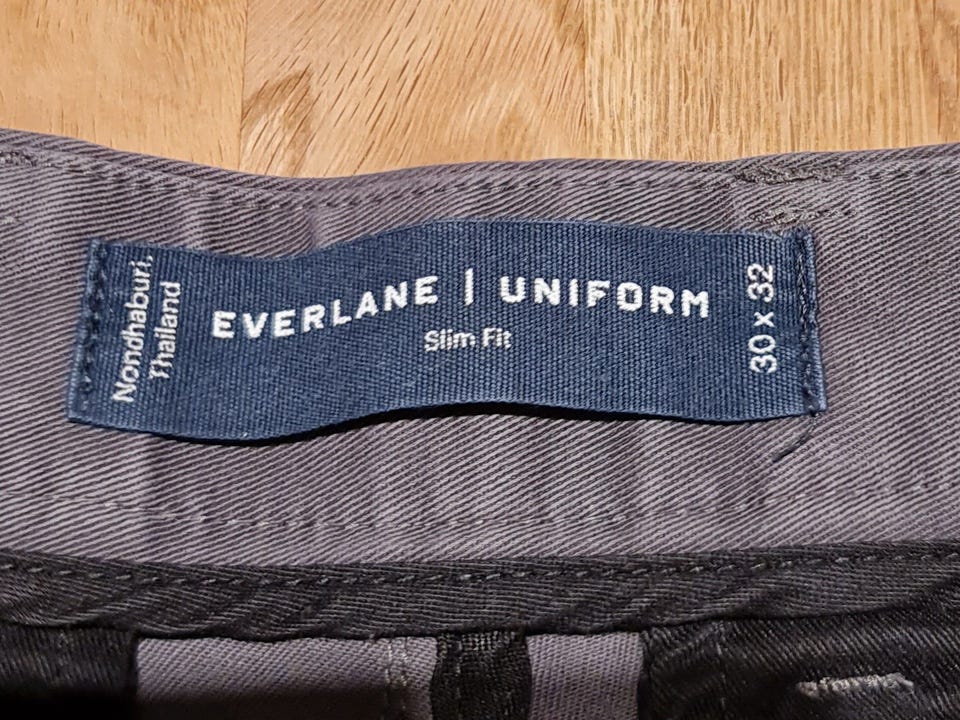 Nondhaburi,
Thailand
EVERLANE | UNIFORM
Slim Fit
30 x 32